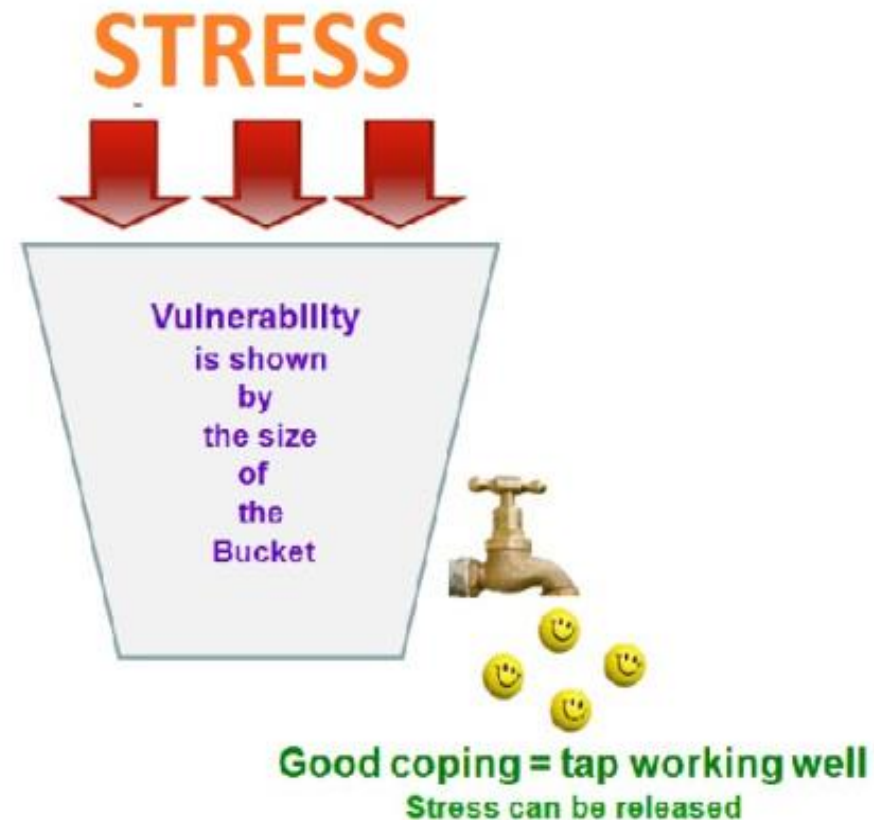 STRESS
Vulnerability
is shown
by
the size
of
the
Bucket
Good coping = tap working well
Stress can be released